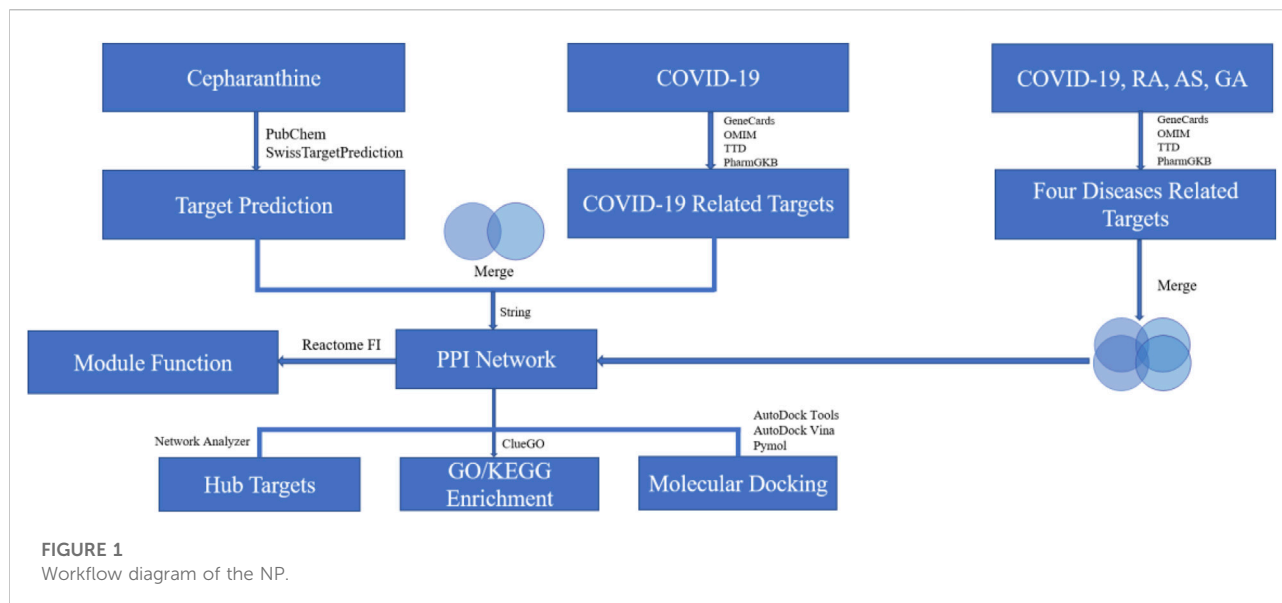 Cepharanthine
COVID-19
COVID-19, RA, AS, GA
PubChem
SwissTargetPrediction
GeneCards
OMIM
TTD
PharmGKB
GeneCards
OMIM
TTD
PharmGKB
Target Prediction
COVID-19 Related Targets
Four Diseases Related
Targets
Merge
Merge
String
Module Function
Reactome FI
PPI Network
Network Analyzer
ClueGO
AutoDock Tools
AutoDock Vina
Pymol
Hub Targets
GO/KEGG
Enrichment
Molecular Docking
FIGURE 1
Workflow diagram of the NP.